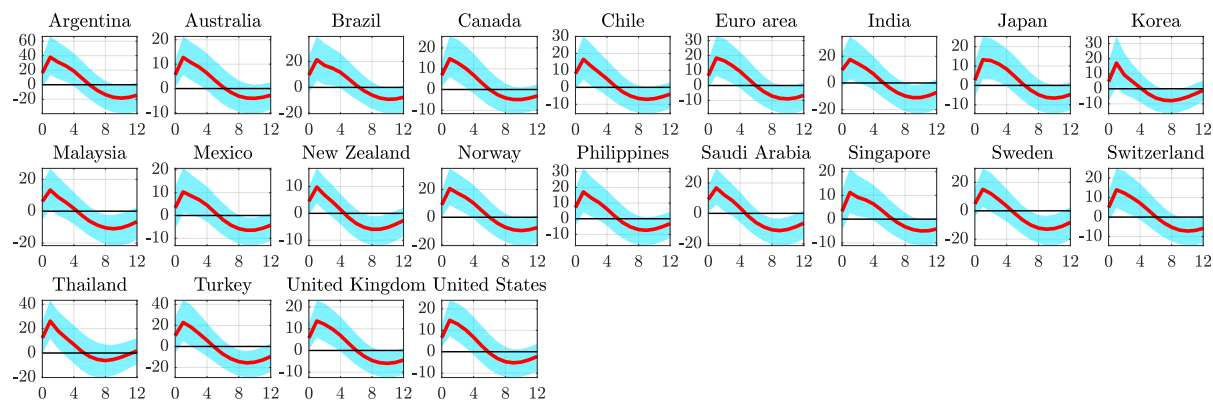 Argentina Australia Brazil Canada Chile Euro area India Japan Korea
60 40 20 0 -20
20 10 0 -10
40 20 0 -20
20 10 0 -10
30 20 10 0 -10
30 20 10 0 -10
20 0 -20
20 10 0 -10
30 20 10 0 -10
0 4 8 12 0 4 8 12 0 4 8 12 0 4 8 12 0 4 8 12 0 4 8 12 0 4 8 12 0 4 8 12 0 4 8 12
Malaysia Mexico New Zealand Norway Philippines Saudi Arabia Singapore Sweden Switzerland
20 0 -20
20 10 0 -10
10 0 -10
20 0 -20
20 10 0 -10
20 0 -20
20 10 0 -10
20 0 -20
20 10 0 -10
0 4 8 12 0 4 8 12 0 4 8 12 0 4 8 12 0 4 8 12 0 4 8 12 0 4 8 12 0 4 8 12 0 4 8 12
Thailand Turkey United Kingdom United States
40 20 0 -20
40 20 0 -20
20 10 0 -10
20 10 0 -10
0 4 8 12 0 4 8 12 0 4 8 12 0 4 8 12